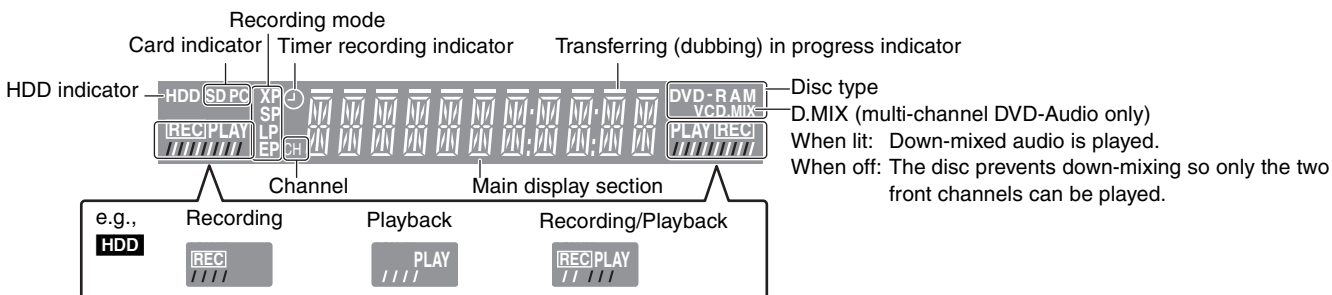 Recording mode
Card indicator Timer recording indicator Transferring (dubbing) in progress indicator
HDD indicator HDD SD PC XP DVD-RAM Disc type
SP VCD.MIX D.MIX (multi-channel DVD-Audio only)
REC PLAY LP PLAY REC When lit: Down-mixed audio is played.
EP CH When off: The disc prevents down-mixing so only the two
front channels can be played.
Channel Main display section
e.g., Recording Playback Recording/Playback
HDD
REC PLAY REC PLAY